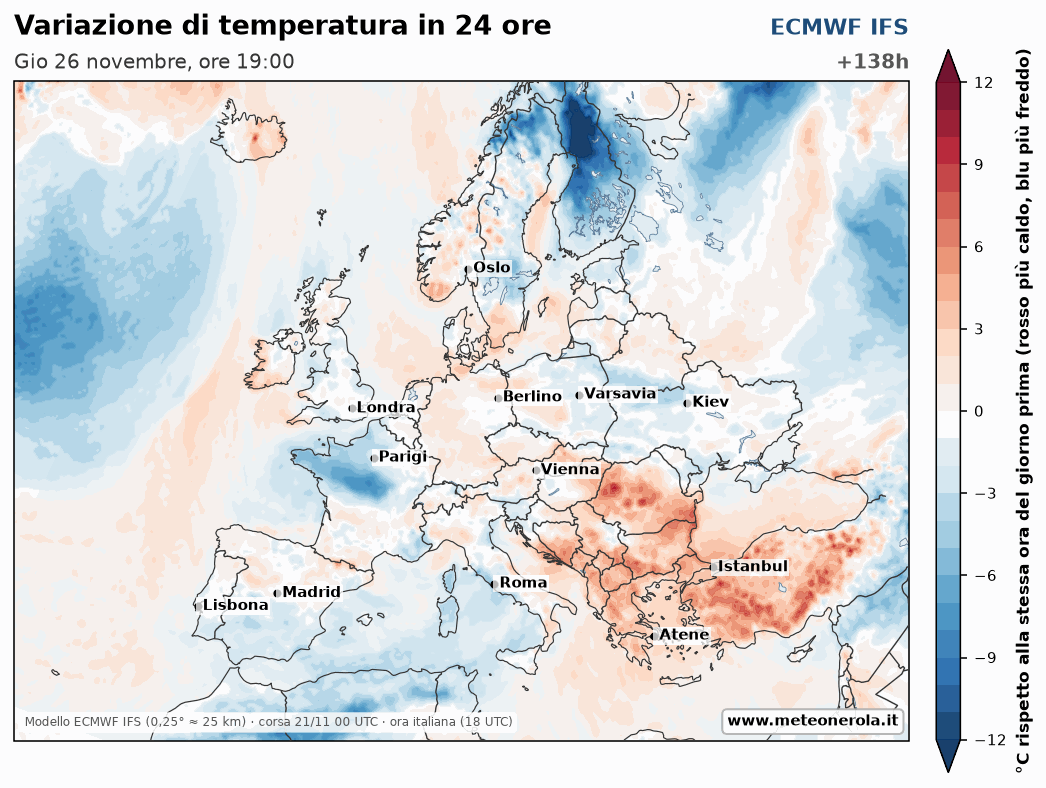 Variazione di temperatura in 24 ore
ECMWF IFS
Gio 26 novembre, ore 19:00
+138h
Oslo
Berlino
Varsavia
Kiev
Londra
Parigi
Vienna
Istanbul
Roma
Madrid
Lisbona
Atene
Modello ECMWF IFS (0,25° ≈ 25 km) · corsa 21/11 00 UTC · ora italiana (18 UTC)
www.meteonerola.it
12
9
6
3
0
−3
−6
−9
−12
°C rispetto alla stessa ora del giorno prima (rosso più caldo, blu più freddo)